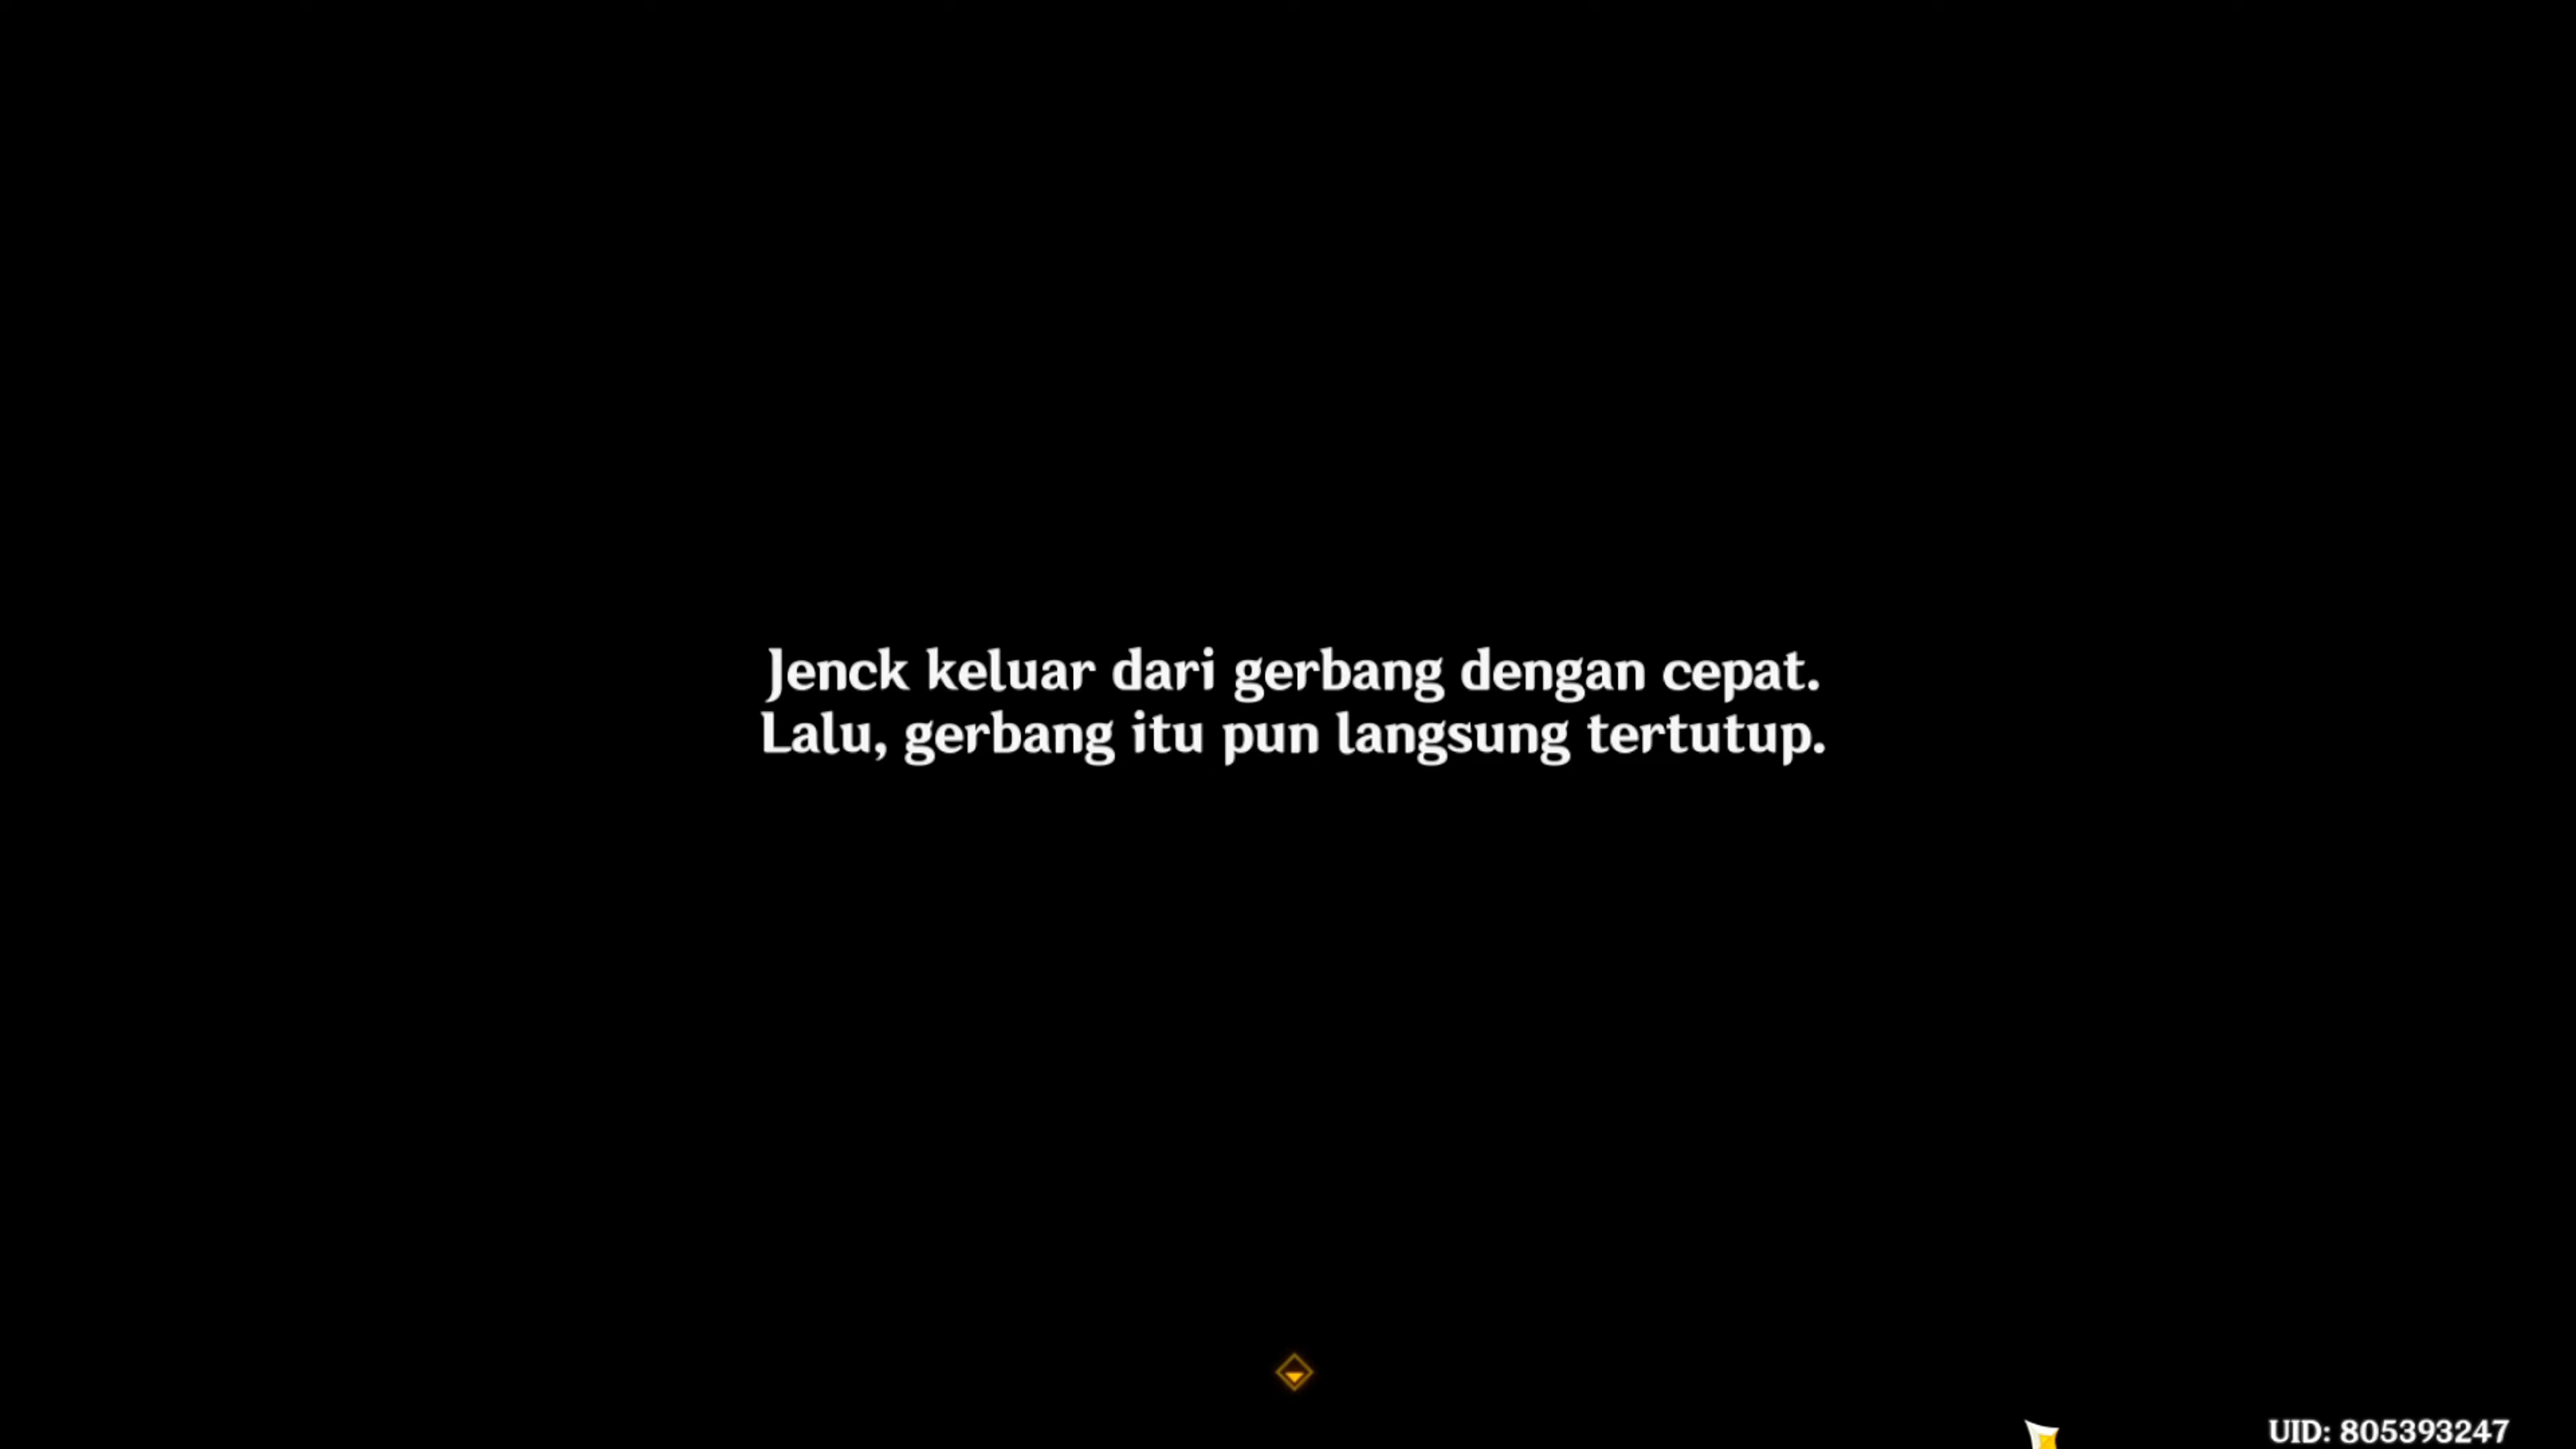 Jenck keluar dari gerbang dengan cepat.
Lalu, gerbang itu pun langsung tertutup.
UID: 805393247